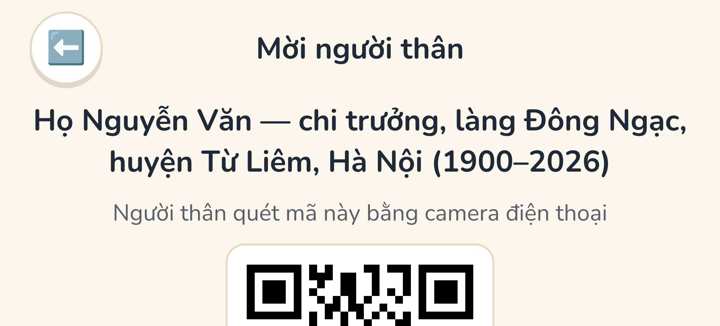 Mời người thân
Họ Nguyễn Văn — chi trưởng, làng Đông Ngạc,
huyện Từ Liêm, Hà Nội (1900–2026)
Người thân quét mã này bằng camera điện thoại